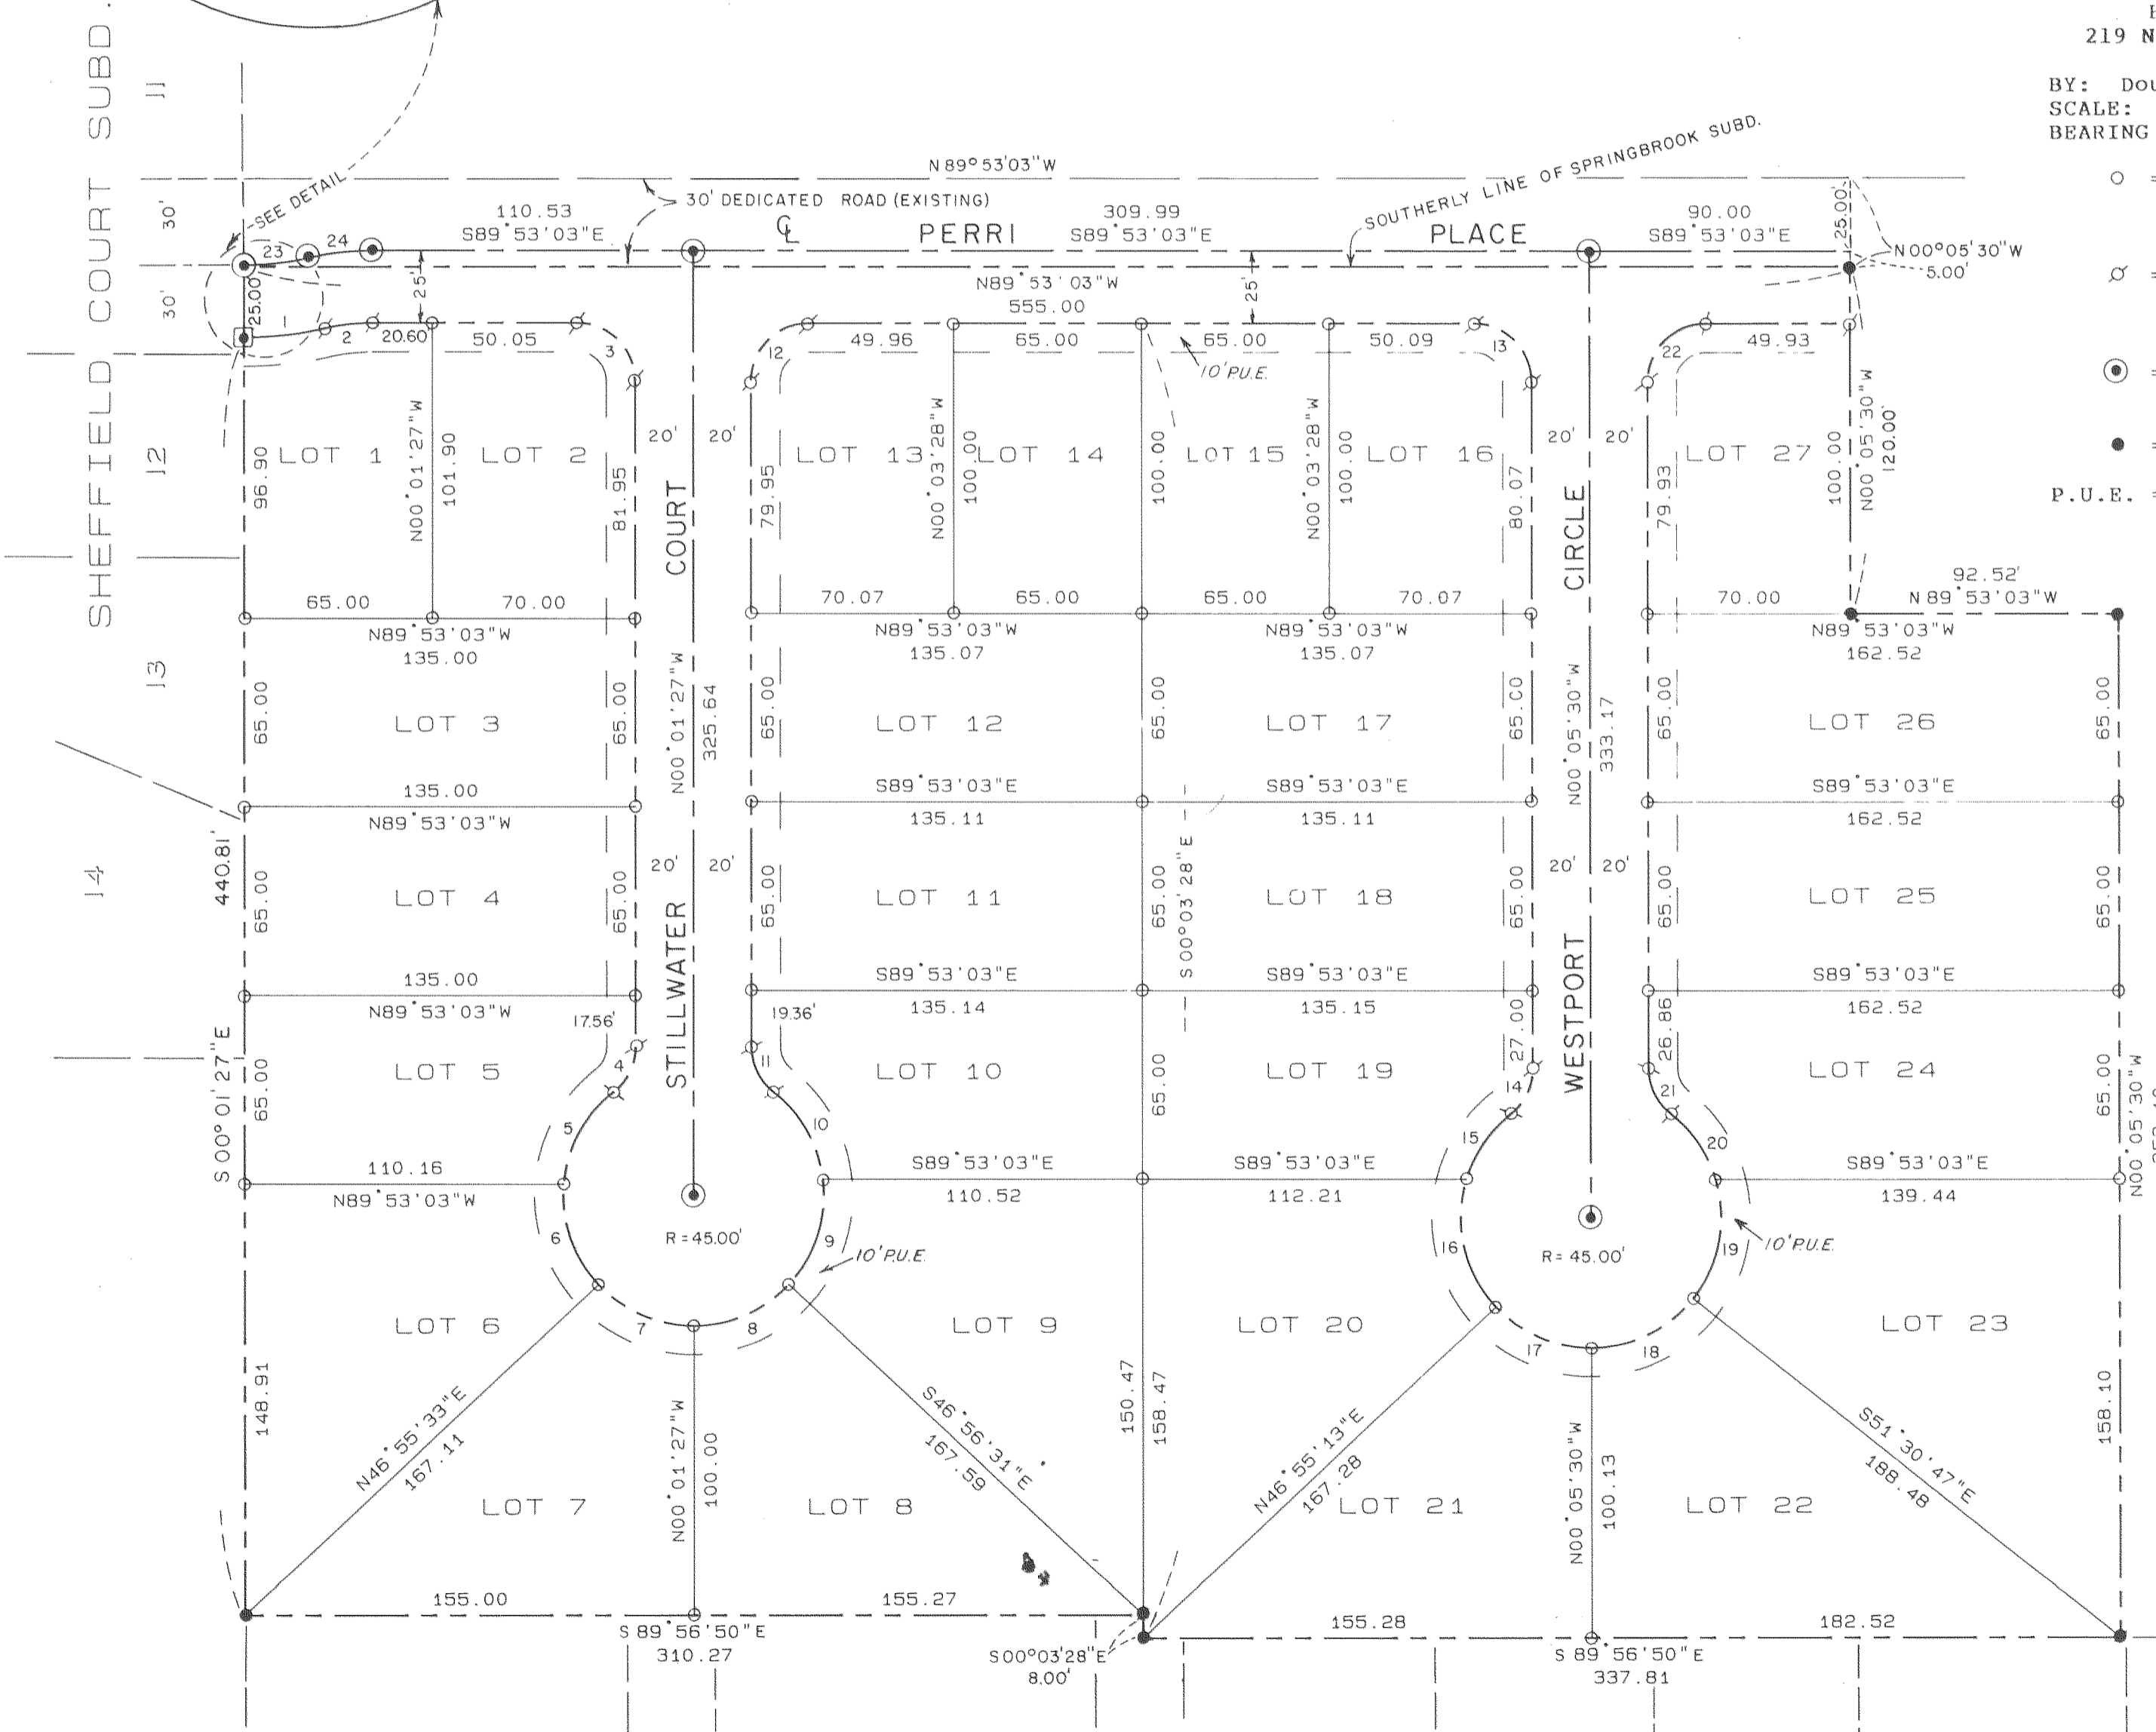 219 N
BY: Dou
SCALE:
BEARING
P.U.E. =
SHEFFIELD COURT SUBD.
11
12
13
14
30'
30'
SEE DETAIL
N89°53'03"W
30' DEDICATED ROAD (EXISTING)
SOUTHERLY LINE OF SPRINGBROOK SUBD.
110.53
S89°53'03"E
℄ PERRI PLACE
309.99
S89°53'03"E
90.00
S89°53'03"E
25.00'
N00°05'30"W
5.00'
23
24
25.00'
25'
N89°53'03"W
555.00
25'
1
2
20.60
50.05
3
12
49.96
65.00
65.00
50.09
13
22
49.93
10' P.U.E.
LOT 1
LOT 2
LOT 13
LOT 14
LOT 15
LOT 16
LOT 27
96.90
N00°01'27"W
101.90
81.95
20'
20'
79.95
N00°03'28"W
100.00
100.00
N00°03'28"W
100.00
80.07
20'
20'
79.93
100.00
N00°05'30"W
120.00'
STILLWATER COURT
WESTPORT CIRCLE
92.52'
N89°53'03"W
65.00
70.00
N89°53'03"W
135.00
70.07
65.00
N89°53'03"W
135.07
65.00
70.07
N89°53'03"W
135.07
70.00
N89°53'03"W
162.52
65.00
LOT 3
65.00
N00°01'27"W
325.64
65.00
LOT 12
65.00
LOT 17
65.00
N00°05'30"W
333.17
65.00
LOT 26
65.00
135.00
N89°53'03"W
S89°53'03"E
135.11
S89°53'03"E
135.11
S89°53'03"E
162.52
440.81'
S00°01'27"E
65.00
LOT 4
65.00
20'
20'
65.00
LOT 11
65.00
S00°03'28"E
LOT 18
65.00
20'
20'
65.00
LOT 25
65.00
135.00
N89°53'03"W
S89°53'03"E
135.14
S89°53'03"E
135.15
S89°53'03"E
162.52
65.00
LOT 5
17.56'
4
5
19.36'
11
10
LOT 10
65.00
LOT 19
27.00
14
15
26.86
21
20
LOT 24
65.00
N00°05'30"W
110.16
N89°53'03"W
S89°53'03"E
110.52
S89°53'03"E
112.21
S89°53'03"E
139.44
R=45.00'
6
7
8
9
10' P.U.E.
R=45.00'
16
17
18
19
10' P.U.E.
LOT 6
LOT 9
LOT 20
LOT 23
148.91
N46°55'33"E
167.11
N00°01'27"W
100.00
S46°56'31"E
167.59
150.47
158.47
N46°55'13"E
167.28
N00°05'30"W
100.13
S51°30'47"E
188.48
158.10
LOT 7
LOT 8
LOT 21
LOT 22
155.00
155.27
S89°56'50"E
310.27
S00°03'28"E
8.00'
155.28
182.52
S89°56'50"E
337.81